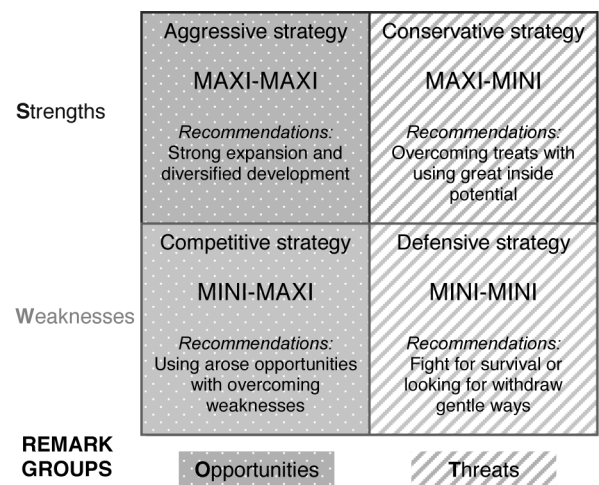 Aggressive strategy
MAXI-MAXI
Recommendations:
Strong expansion and
diversified development
Conservative strategy
MAXI-MINI
Recommendations:
Overcoming treats with
using great inside
potential
Strengths
Competitive strategy
MINI-MAXI
Recommendations:
Using arose opportunities
with overcoming
weaknesses
Defensive strategy
MINI-MINI
Recommendations:
Fight for survival or
looking for withdraw
gentle ways
Weaknesses
REMARK
GROUPS
Opportunities
Threats